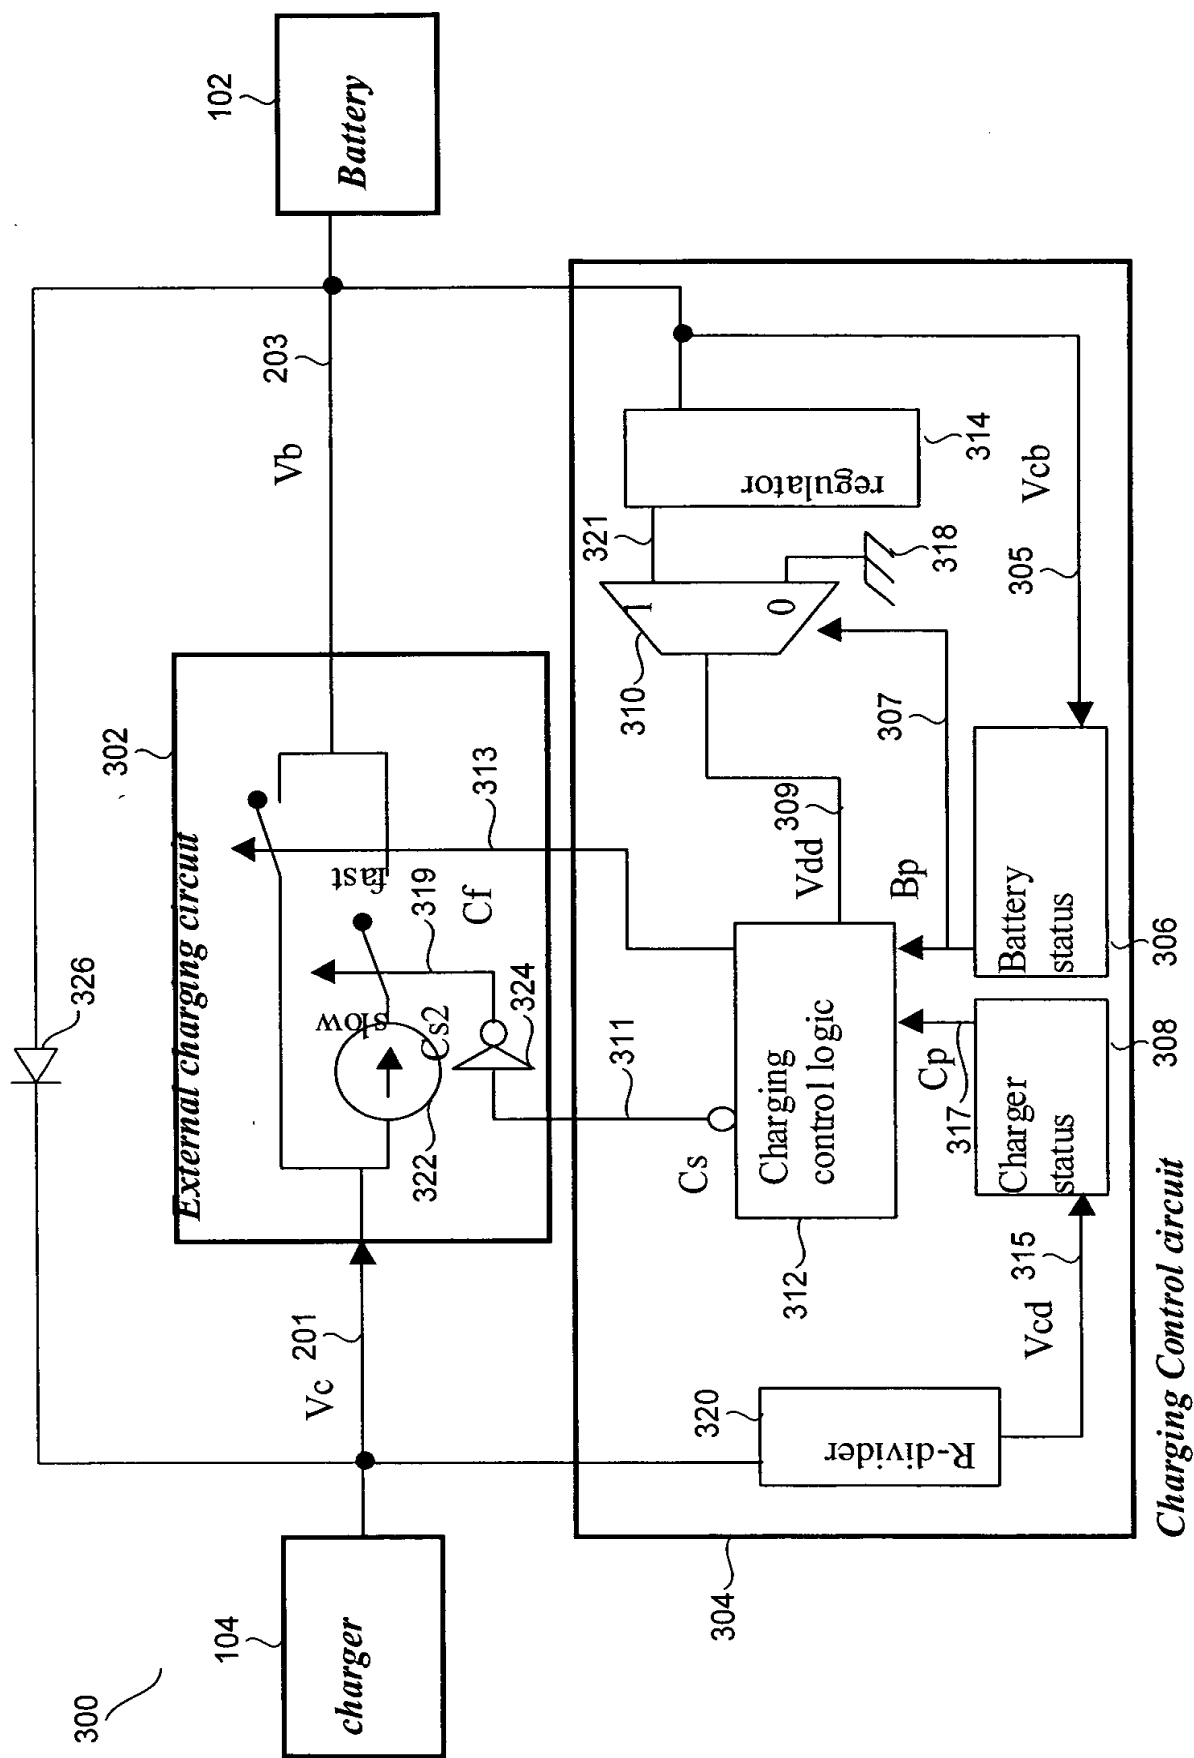 300
104
charger
Vc
201
326
302
External charging circuit
322
slow
Cs2
324
fast
319
Cf
313
311
Vb
203
102
Battery
304
320
R-divider
Vcd
315
Cs
312
Charging
control logic
Vdd
309
310
1
0
321
318
regulator
314
Cp
317
Bp
307
Charger
status
308
Battery
status
306
Vcb
305
Charging Control circuit